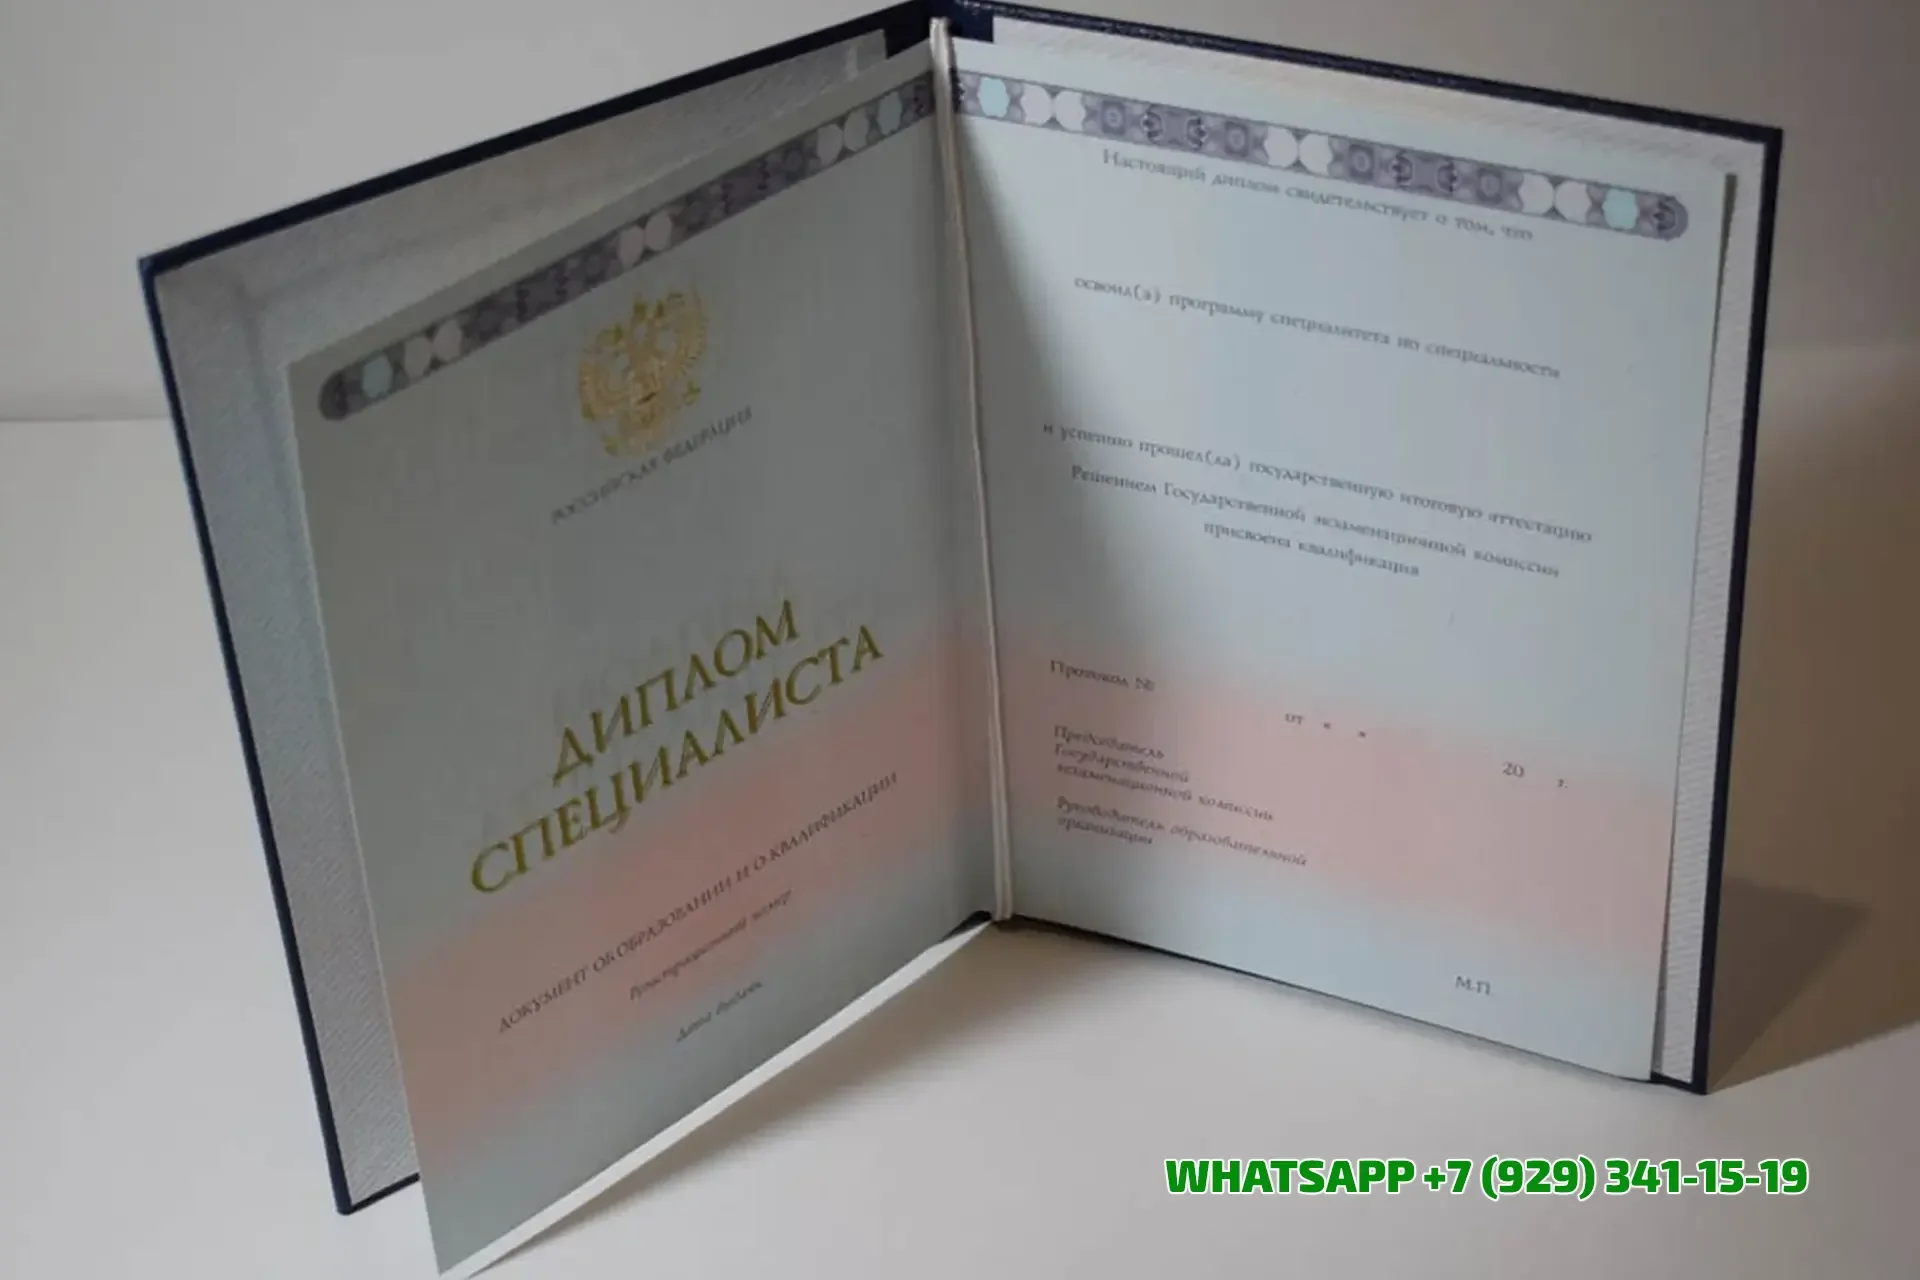 РОССИЙСКАЯ ФЕДЕРАЦИЯ
ДИПЛОМ
СПЕЦИАЛИСТА
ДОКУМЕНТ ОБ ОБРАЗОВАНИИ И О КВАЛИФИКАЦИИ
Регистрационный номер
Дата выдачи
Настоящий диплом свидетельствует о том, что
освоил(а) программу специалитета по специальности
и успешно прошел(ла) государственную итоговую аттестацию
Решением Государственной экзаменационной комиссии
присвоена квалификация
Протокол №
от « »
20 г.
Председатель
Государственной
экзаменационной комиссии
Руководитель образовательной
организации
М.П.
WHATSAPP +7 (929) 341-15-19